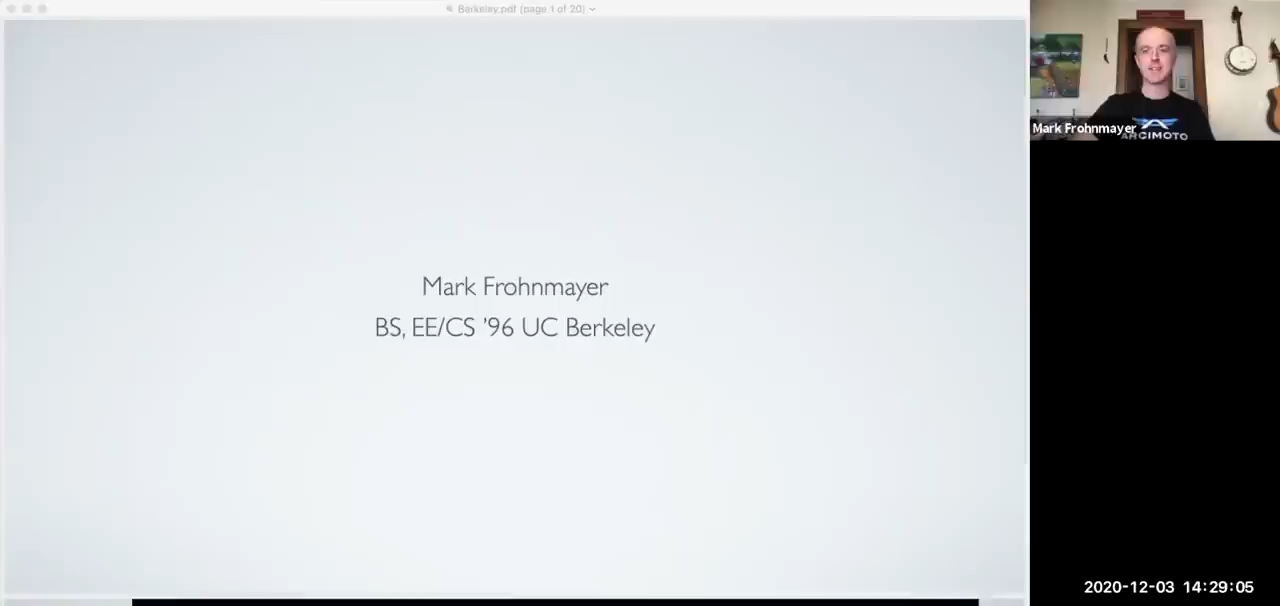 Berkeley.pdf (page 1 of 20)
Mark Frohnmayer
BS, EE/CS ’96 UC Berkeley
Mark Frohnmayer
ARCIMOTO
2020-12-03 14:29:05